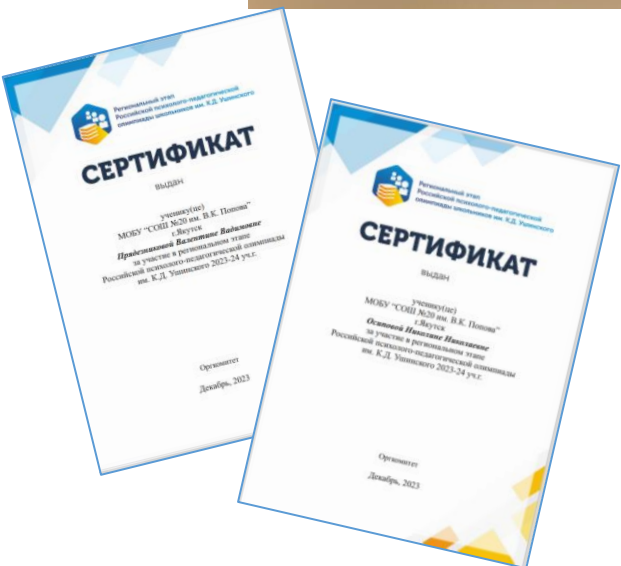 Региональный этап
Российской психолого-педагогической
олимпиады школьников им. К.Д. Ушинского
СЕРТИФИКАТ
ВЫДАН
ученику(це)
МОБУ "СОШ №20 им. В.К. Попова"
г.Якутск
Прядезниковой Валентине Вадимовне
за участие в региональном этапе
Российской психолого-педагогической олимпиады
им. К.Д. Ушинского 2023-24 уч.г.
Оргкомитет
Декабрь, 2023
Региональный этап
Российской психолого-педагогической
олимпиады школьников им. К.Д. Ушинского
СЕРТИФИКАТ
ВЫДАН
ученику(це)
МОБУ "СОШ №20 им. В.К. Попова"
г.Якутск
Осиповой Николине Николаевне
за участие в региональном этапе
Российской психолого-педагогической олимпиады
им. К.Д. Ушинского 2023-24 уч.г.
Оргкомитет
Декабрь, 2023